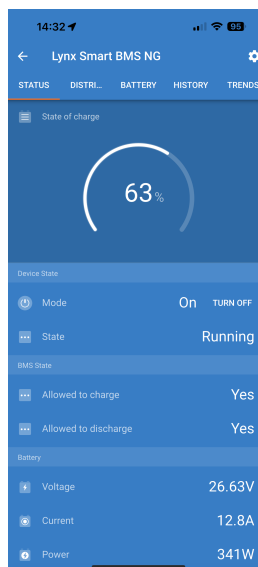 14:32
95
Lynx Smart BMS NG
STATUS DISTRI... BATTERY HISTORY TRENDS
State of charge
63%
Device State
Mode On TURN OFF
State Running
BMS State
Allowed to charge Yes
Allowed to discharge Yes
Battery
Voltage 26.63V
Current 12.8A
Power 341W